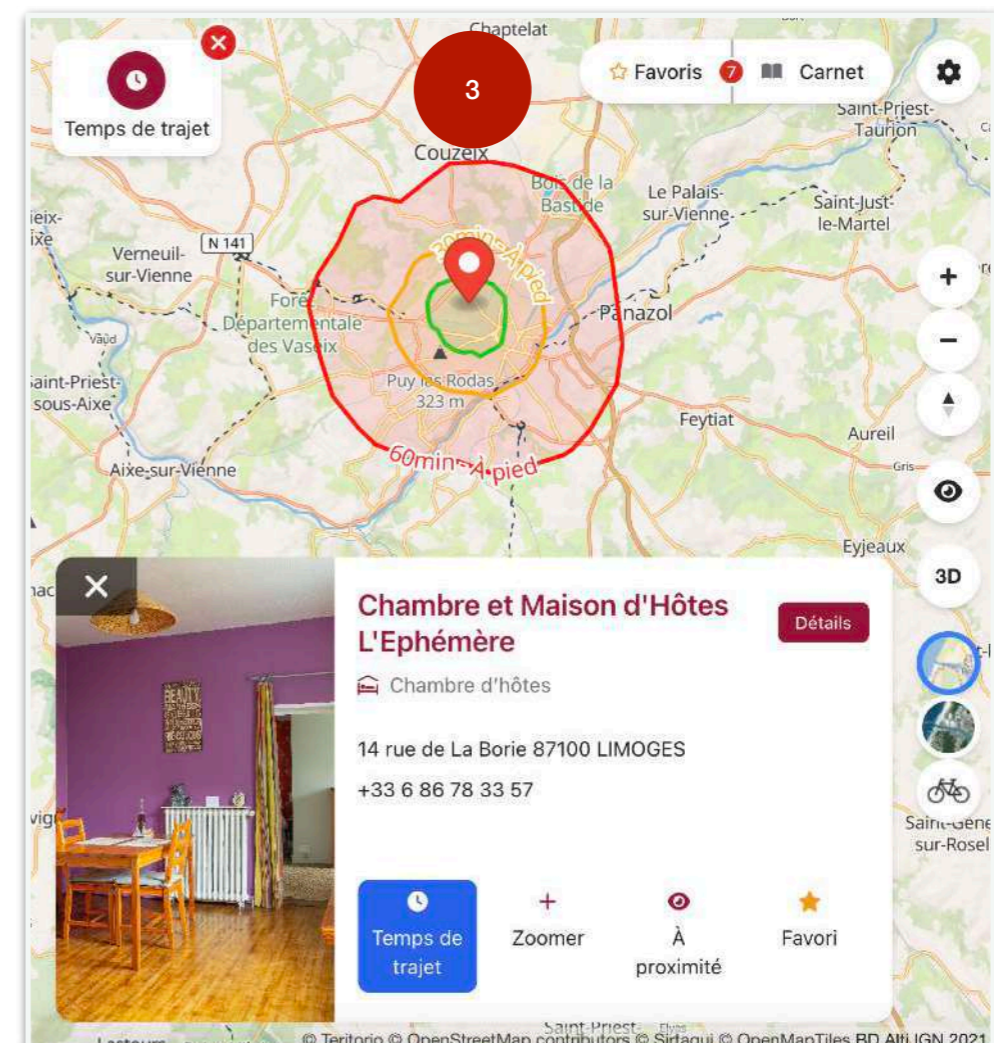 Chaptelat
3
Favoris 7 Carnet
Temps de trajet
Saint-Priest-
Taurion
Couzeix
Bois de la
Bastide
Le Palais-
sur-Vienne
Saint-Just-
le-Martel
N 141
Verneuil-
sur-Vienne
30min - À pied
+
Forêt
Départementale
des Vaseix
Panazol
Vaud
−
Puy las Rodas
323 m
Saint-Priest-
sous-Aixe
Feytiat
Aureil
60min - À pied
Aixe-sur-Vienne
Eyjeaux
3D
Chambre et Maison d'Hôtes
L'Ephémère
Détails
Chambre d'hôtes
BEAUTY
14 rue de La Borie 87100 LIMOGES
+33 6 86 78 33 57
sur-Rosel
Temps de
trajet
Zoomer
À
proximité
Favori
Saint-Priest-
© Teritorio © OpenStreetMap contributors © Sirtaqui © OpenMapTiles BD Alti IGN 2021